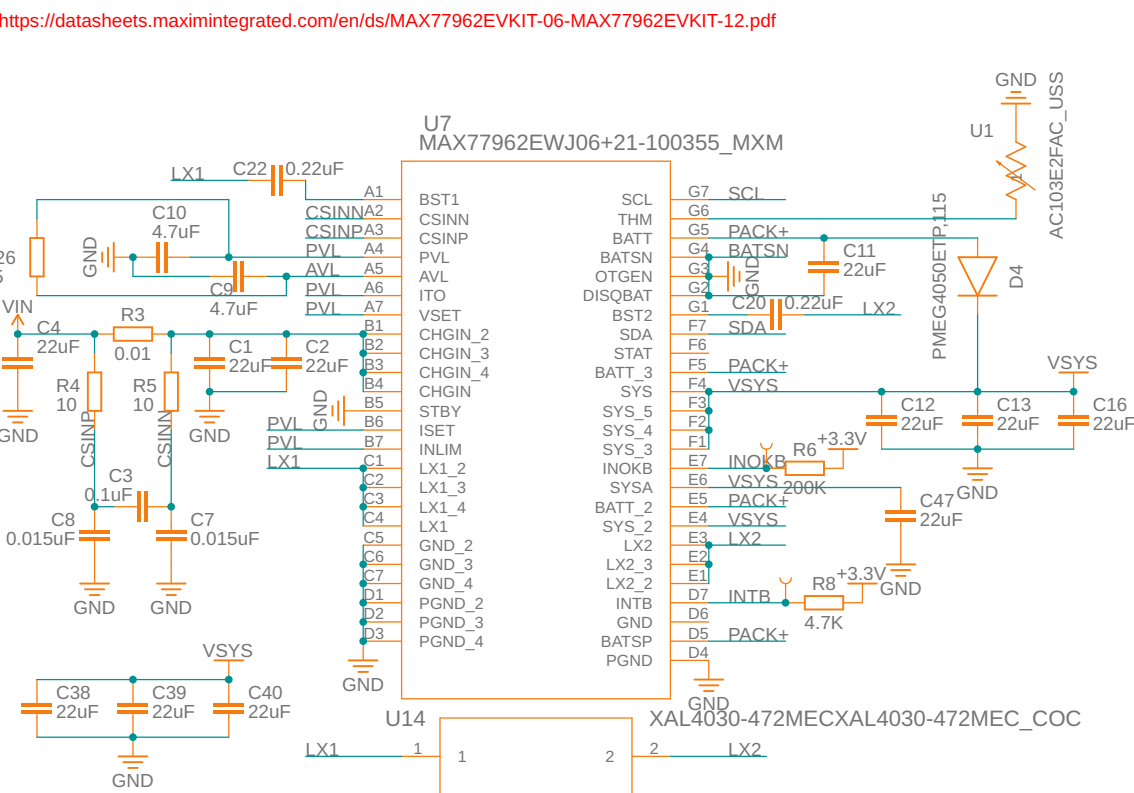 https://datasheets.maximintegrated.com/en/ds/MAX77962EVKIT-06-MAX77962EVKIT-12.pdf
U7
MAX77962EWJ06+21-100355_MXM
LX1
C22
0.22uF
A1
BST1
CSINN
A2
CSINN
CSINP
A3
CSINP
PVL
A4
PVL
AVL
A5
AVL
PVL
A6
ITO
PVL
A7
VSET
B1
CHGIN_2
B2
CHGIN_3
B3
CHGIN_4
B4
CHGIN
GND
B5
STBY
PVL
B6
ISET
PVL
B7
INLIM
LX1
C1
LX1_2
C2
LX1_3
C3
LX1_4
C4
LX1
C5
GND_2
C6
GND_3
C7
GND_4
D1
PGND_2
D2
PGND_3
D3
PGND_4
GND
SCL
G7
SCL
THM
G6
BATT
G5
PACK+
BATSN
G4
BATSN
OTGEN
G3
GND
DISQBAT
G2
BST2
G1
C20
0.22uF
LX2
SDA
F7
SDA
STAT
F6
BATT_3
F5
PACK+
SYS
F4
VSYS
SYS_5
F3
SYS_4
F2
SYS_3
F1
INOKB
E7
INOKB
SYSA
E6
VSYS
BATT_2
E5
PACK+
SYS_2
E4
VSYS
LX2
E3
LX2
LX2_3
E2
LX2_2
E1
INTB
D7
INTB
GND
D6
BATSP
D5
PACK+
PGND
D4
GND
C10
4.7uF
GND
C9
4.7uF
26
5
VIN
C4
22uF
GND
R3
0.01
R4
10
R5
10
CSINP
CSINN
C1
22uF
C2
22uF
GND
C3
0.1uF
C8
0.015uF
C7
0.015uF
GND
GND
GND
U1
AC103E2FAC_USS
C11
22uF
PMEG4050ETP,115
D4
VSYS
C12
22uF
C13
22uF
C16
22uF
GND
R6
200K
+3.3V
C47
22uF
GND
R8
4.7K
+3.3V
VSYS
C38
22uF
C39
22uF
C40
22uF
GND
U14
XAL4030-472MECXAL4030-472MEC_COC
LX1
1
1
2
2
LX2